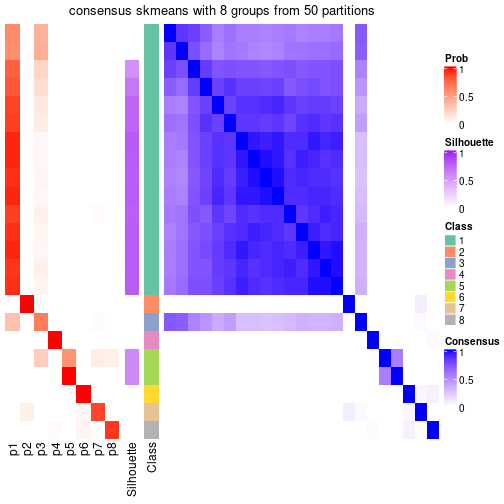 consensus skmeans with 8 groups from 50 partitions
Prob
1
0.5
0
Silhouette
1
0.5
0
Class
1
2
3
4
5
6
7
8
Consensus
1
0.5
0
p1
p2
p3
p4
p5
p6
p7
p8
Silhouette
Class